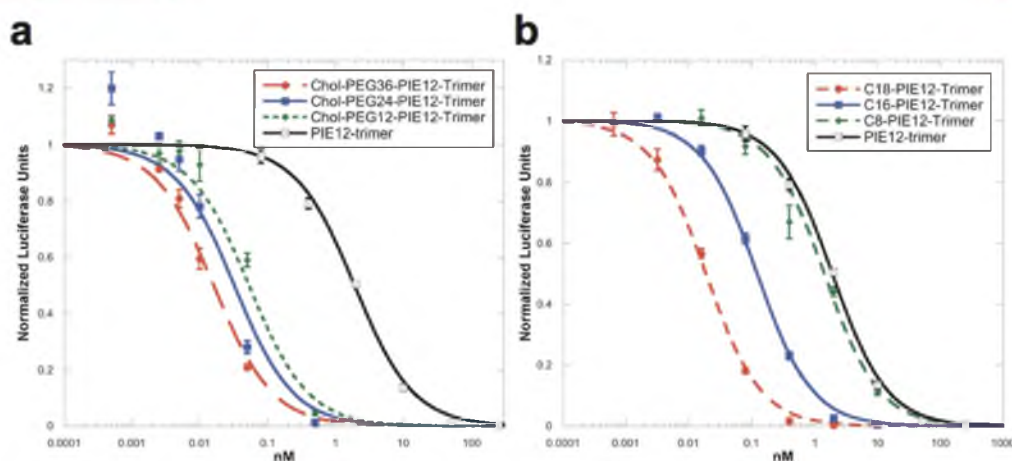 a
Normalized Luciferase Units
1.2
1
0.8
0.6
0.4
0.2
0
0.0001 0.001 0.01 0.1 1 10 100
nM
Chol-PEG36-PIE12-Trimer
Chol-PEG24-PIE12-Trimer
Chol-PEG12-PIE12-Trimer
PIE12-trimer
b
Normalized Luciferase Units
1.2
1
0.8
0.6
0.4
0.2
0
0.0001 0.001 0.01 0.1 1 10 100 1000
nM
C18-PIE12-Trimer
C16-PIE12-Trimer
C8-PIE12-Trimer
PIE12-trimer